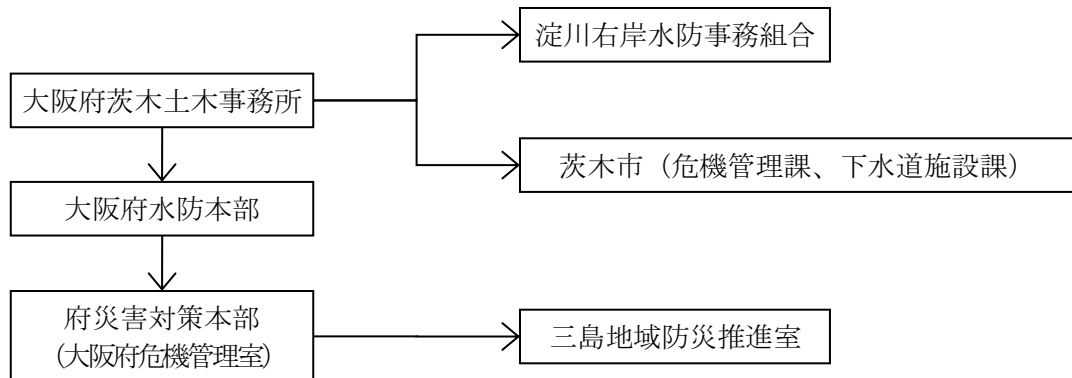 淀川右岸水防事務組合
大阪府茨木土木事務所
茨木市（危機管理課、下水道施設課）
大阪府水防本部
府災害対策本部
(大阪府危機管理室)
三島地域防災推進室